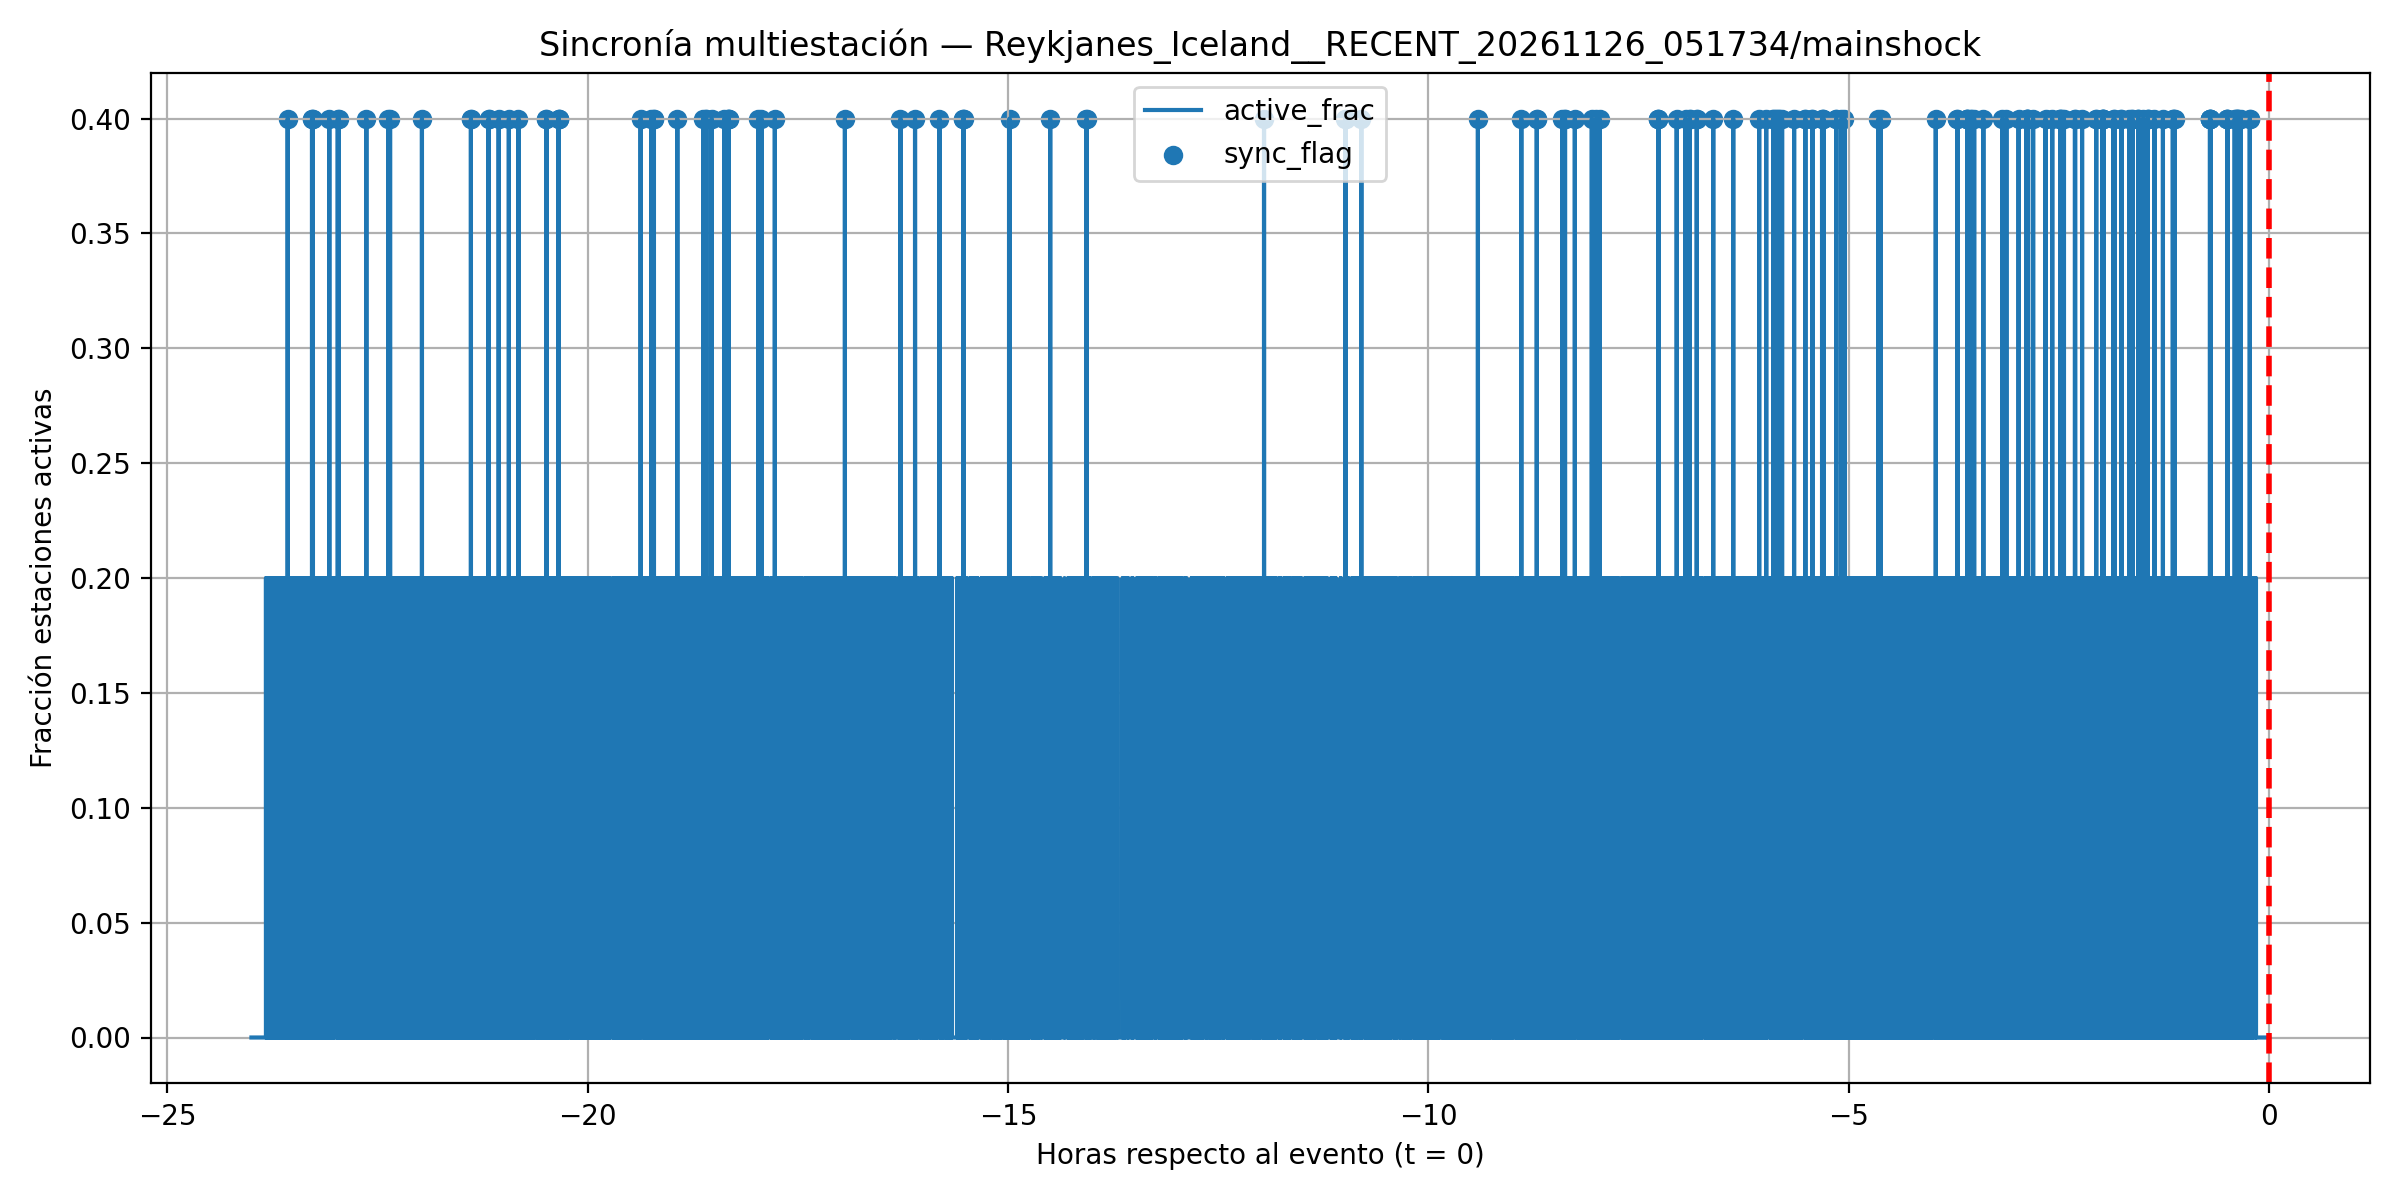 Sincronía multiestación — Reykjanes_Iceland__RECENT_20261126_051734/mainshock
active_frac
sync_flag
Fracción estaciones activas
0.40
0.35
0.30
0.25
0.20
0.15
0.10
0.05
0.00
−25 −20 −15 −10 −5 0
Horas respecto al evento (t = 0)